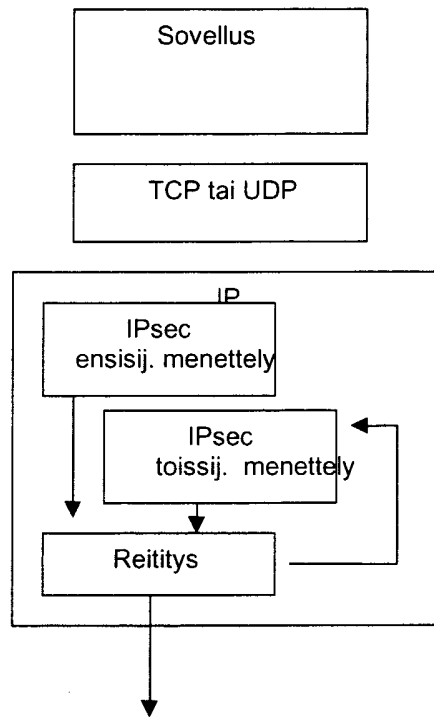 Sovellus
TCP tai UDP
IP
IPsec
ensisij. menettely
IPsec
toissij. menettely
Reititys